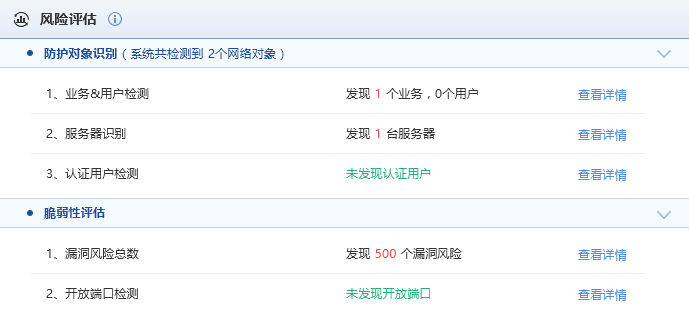 风险评估
防护对象识别（系统共检测到 2个网络对象）
1、业务&用户检测 发现 1 个业务，0个用户 查看详情
2、服务器识别 发现 1 台服务器 查看详情
3、认证用户检测 未发现认证用户 查看详情
脆弱性评估
1、漏洞风险总数 发现 500 个漏洞风险 查看详情
2、开放端口检测 未发现开放端口 查看详情